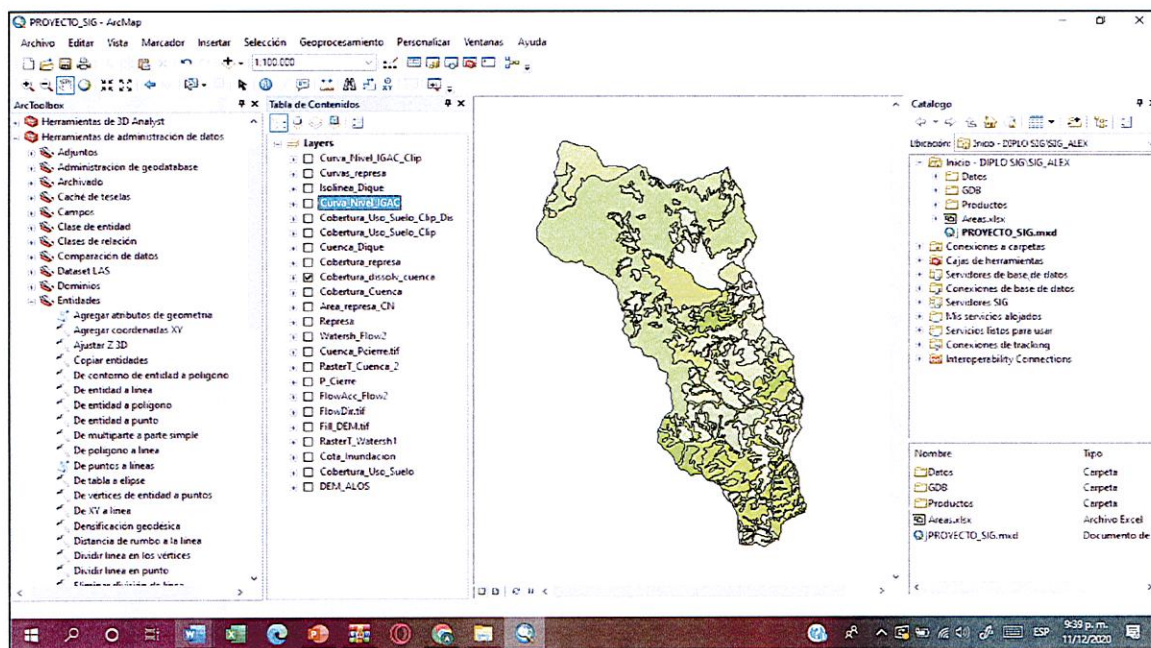 PROYECTO_SIG - ArcMap
Archivo Editar Vista Marcador Insertar Selección Geoprocesamiento Personalizar Ventanas Ayuda
1:100.000
ArcToolbox
Herramientas de 3D Analyst
Herramientas de administración de datos
Adjuntos
Administración de geodatabase
Archivado
Caché de teselas
Campos
Clase de entidad
Clases de relación
Comparación de datos
Dataset LAS
Dominios
Entidades
Agregar atributos de geometría
Agregar coordenadas XY
Ajustar Z 3D
Copiar entidades
De contorno de entidad a polígono
De entidad a línea
De entidad a polígono
De entidad a punto
De multiparte a parte simple
De polígono a línea
De puntos a líneas
De tabla a elipse
De vértices de entidad a puntos
De XY a línea
Densificación geodésica
Distancia de rumbo a la línea
Dividir línea en los vértices
Dividir línea en punto
Eliminar división de línea
Tabla de Contenidos
Layers
Curva_Nivel_IGAC_Clip
Curvas_represa
Isolinea_Dique
Curva_Nivel_IGAC
Cobertura_Uso_Suelo_Clip_Dis
Cobertura_Uso_Suelo_Clip
Cuenca_Dique
Cobertura_represa
Cobertura_dissolv_cuenca
Cobertura_Cuenca
Area_represa_CN
Represa
Watersh_Flow2
Cuenca_Pcierre.tif
RasterT_Cuenca_2
P_Cierre
FlowAcc_Flow2
FlowDir.tif
Fill_DEM.tif
RasterT_Watersh1
Cota_Inundacion
Cobertura_Uso_Suelo
DEM_ALOS
Catalogo
Ubicación: Inicio - DIPLO SIG\SIG_ALEX
Inicio - DIPLO SIG\SIG_ALEX
Datos
GDB
Productos
Areas.xlsx
PROYECTO_SIG.mxd
Conexiones a carpetas
Cajas de herramientas
Servidores de base de datos
Conexiones de base de datos
Servidores SIG
Mis servicios alojados
Servicios listos para usar
Conexiones de tracking
Interoperability Connections
Nombre Tipo
Datos Carpeta
GDB Carpeta
Productos Carpeta
Areas.xlsx Archivo Excel
PROYECTO_SIG.mxd Documento de
ESP
9:39 p. m.
11/12/2020